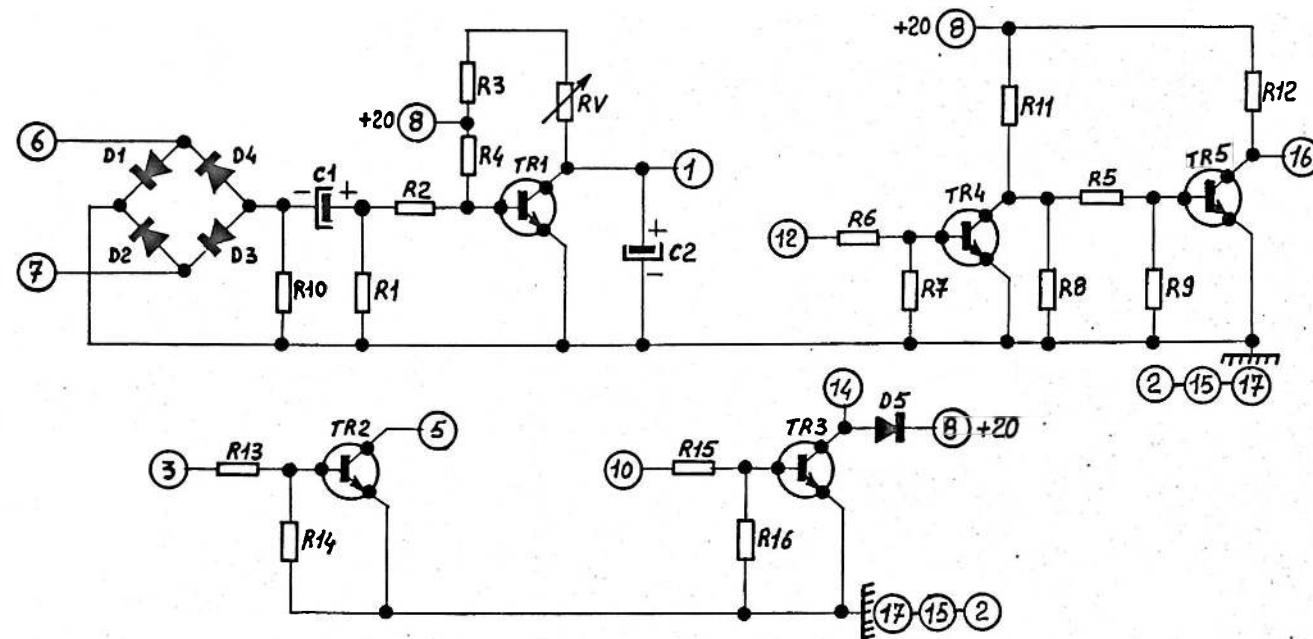 +20 8
R3
RV
R11
R12
+20 8
6
D1
D4
C1
- +
R4
TR1
1
TR4
TR5
16
R2
R5
R6
12
D2
D3
7
R10
R1
+
C2
-
R7
R8
R9
2 15 17
14
D5
TR2
5
TR3
8 +20
3
R13
10
R15
R14
R16
17 15 2